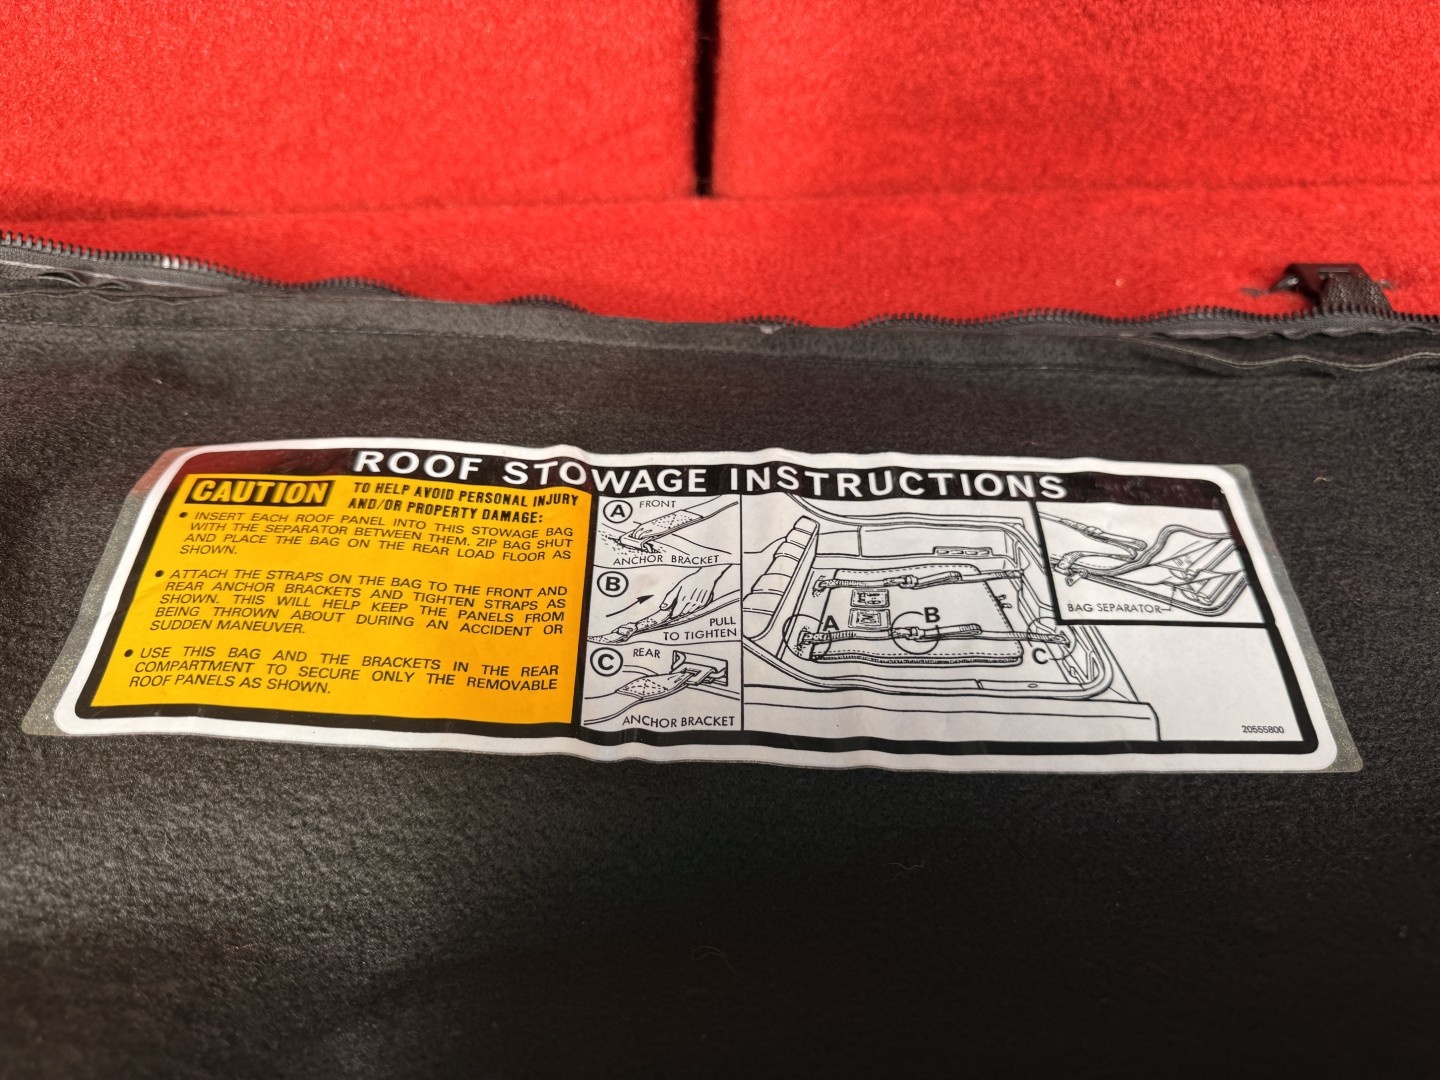 ROOF STOWAGE INSTRUCTIONS
CAUTION
TO HELP AVOID PERSONAL INJURY
AND/OR PROPERTY DAMAGE:
• INSERT EACH ROOF PANEL INTO THIS STOWAGE BAG
WITH THE SEPARATOR BETWEEN THEM. ZIP BAG SHUT
AND PLACE THE BAG ON THE REAR LOAD FLOOR AS
SHOWN.
• ATTACH THE STRAPS ON THE BAG TO THE FRONT AND
REAR ANCHOR BRACKETS AND TIGHTEN STRAPS AS
SHOWN. THIS WILL HELP KEEP THE PANELS FROM
BEING THROWN ABOUT DURING AN ACCIDENT OR
SUDDEN MANEUVER.
• USE THIS BAG AND THE BRACKETS IN THE REAR
COMPARTMENT TO SECURE ONLY THE REMOVABLE
ROOF PANELS AS SHOWN.
A FRONT
ANCHOR BRACKET
B
PULL
TO TIGHTEN
C REAR
ANCHOR BRACKET
A
B
C
BAG SEPARATOR
20555800